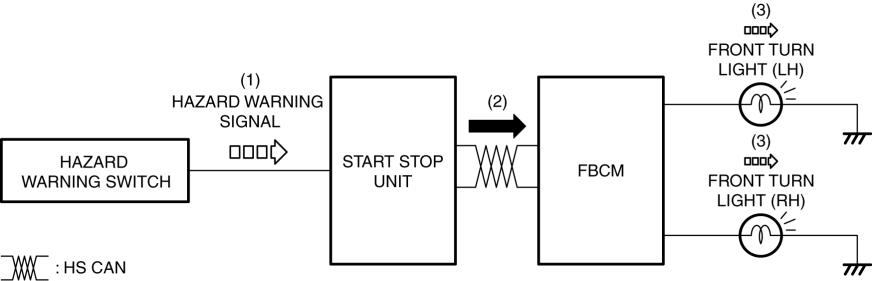 (1)
HAZARD WARNING
SIGNAL
HAZARD
WARNING SWITCH
START STOP
UNIT
(2)
FBCM
(3)
FRONT TURN
LIGHT (LH)
(3)
FRONT TURN
LIGHT (RH)
: HS CAN